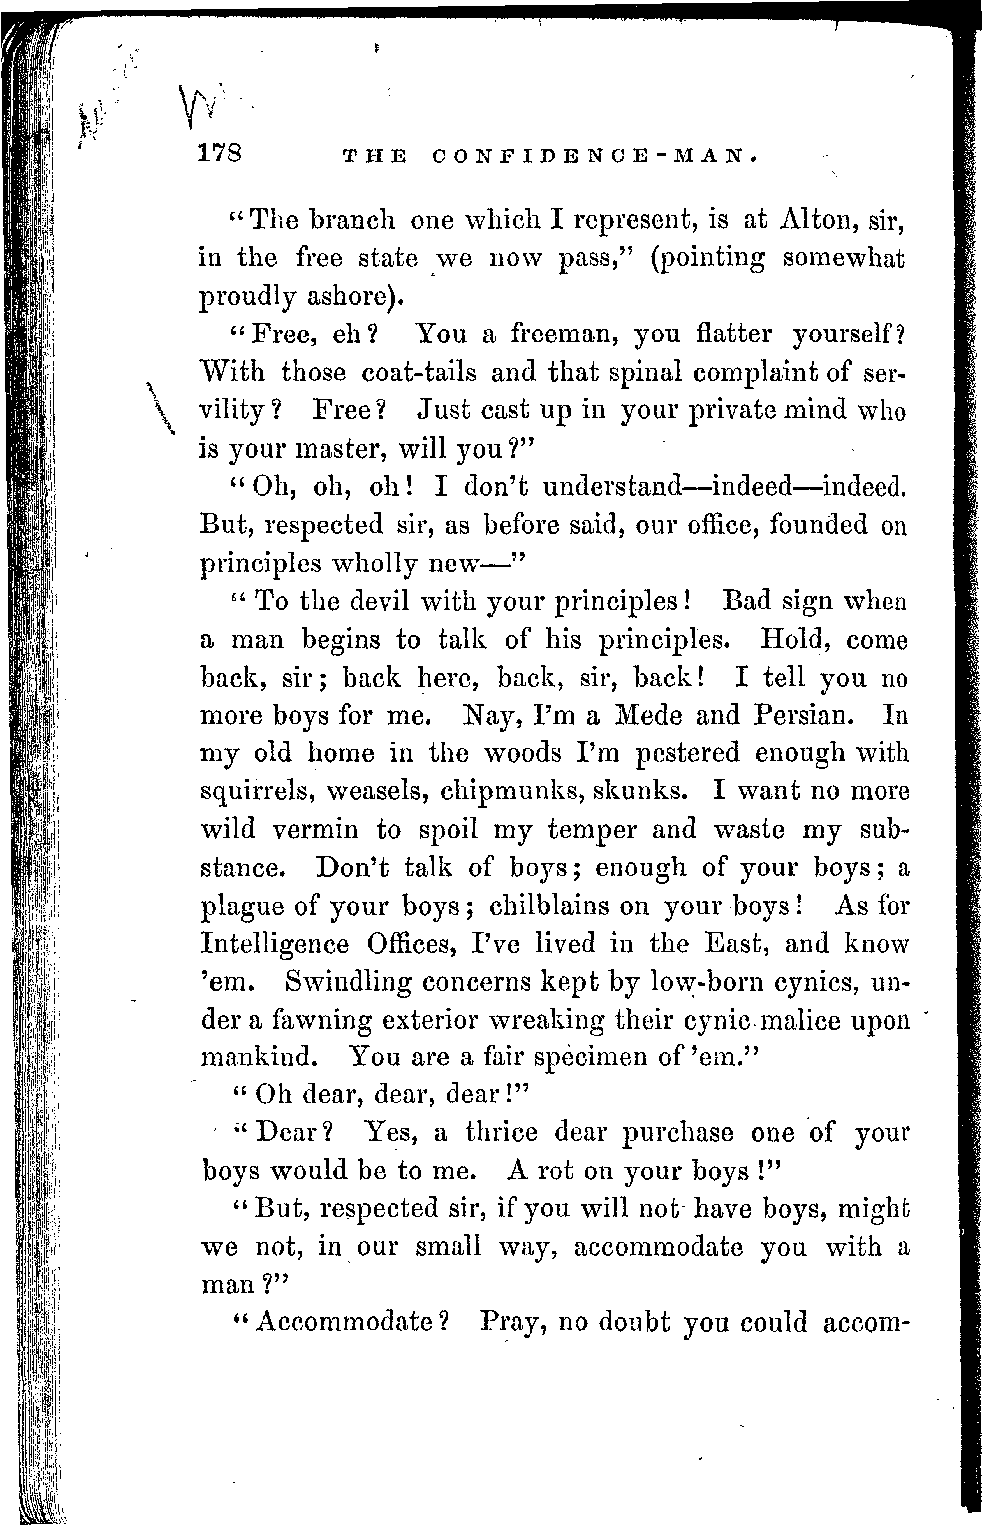 178 THE CONFIDENCE-MAN.
“The branch one which I represent, is at Alton, sir,
in the free state we now pass,” (pointing somewhat
proudly ashore).
“Free, eh? You a freeman, you flatter yourself?
With those coat-tails and that spinal complaint of ser-
vility? Free? Just cast up in your private mind who
is your master, will you?”
“Oh, oh, oh! I don’t understand—indeed—indeed.
But, respected sir, as before said, our office, founded on
principles wholly new—”
“To the devil with your principles! Bad sign when
a man begins to talk of his principles. Hold, come
back, sir; back here, back, sir, back! I tell you no
more boys for me. Nay, I’m a Mede and Persian. In
my old home in the woods I’m pestered enough with
squirrels, weasels, chipmunks, skunks. I want no more
wild vermin to spoil my temper and waste my sub-
stance. Don’t talk of boys; enough of your boys; a
plague of your boys; chilblains on your boys! As for
Intelligence Offices, I’ve lived in the East, and know
’em. Swindling concerns kept by low-born cynics, un-
der a fawning exterior wreaking their cynic malice upon
mankind. You are a fair specimen of ’em.”
“Oh dear, dear, dear!”
“Dear? Yes, a thrice dear purchase one of your
boys would be to me. A rot on your boys!”
“But, respected sir, if you will not have boys, might
we not, in our small way, accommodate you with a
man?”
“Accommodate? Pray, no doubt you could accom-